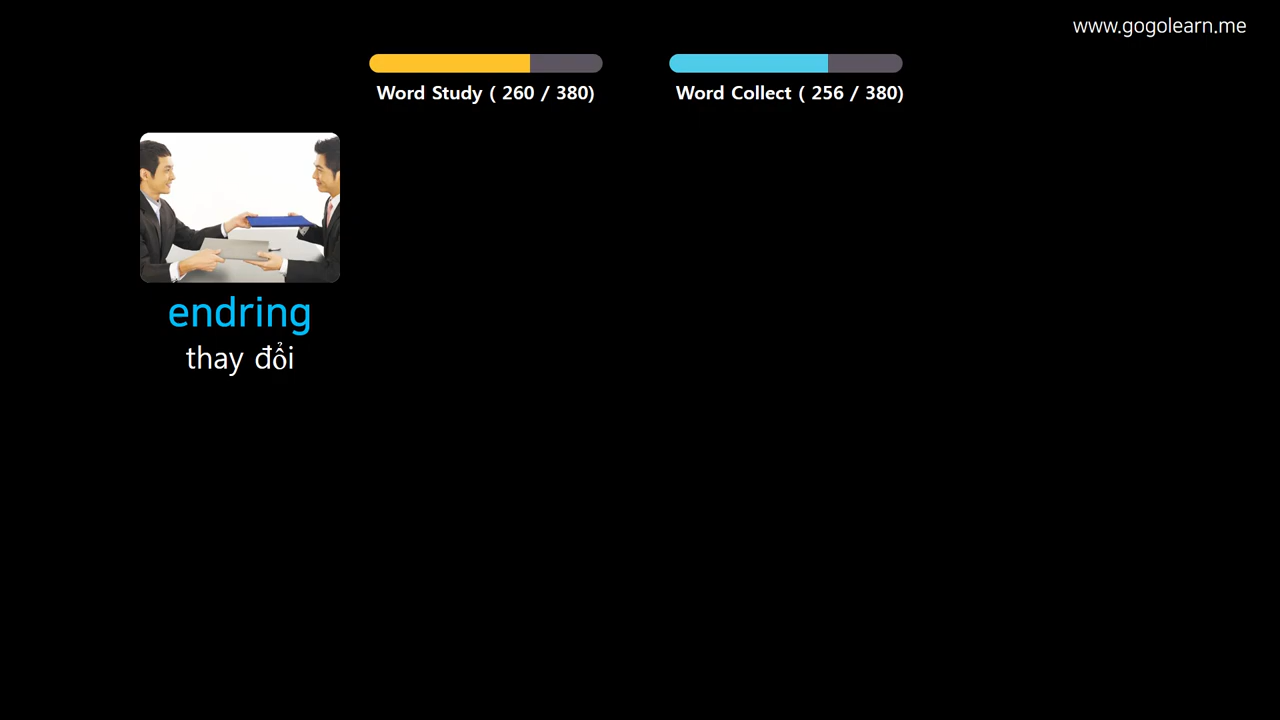 www.gogolearn.me
Word Study ( 260 / 380)
Word Collect ( 256 / 380)
endring
thay đổi